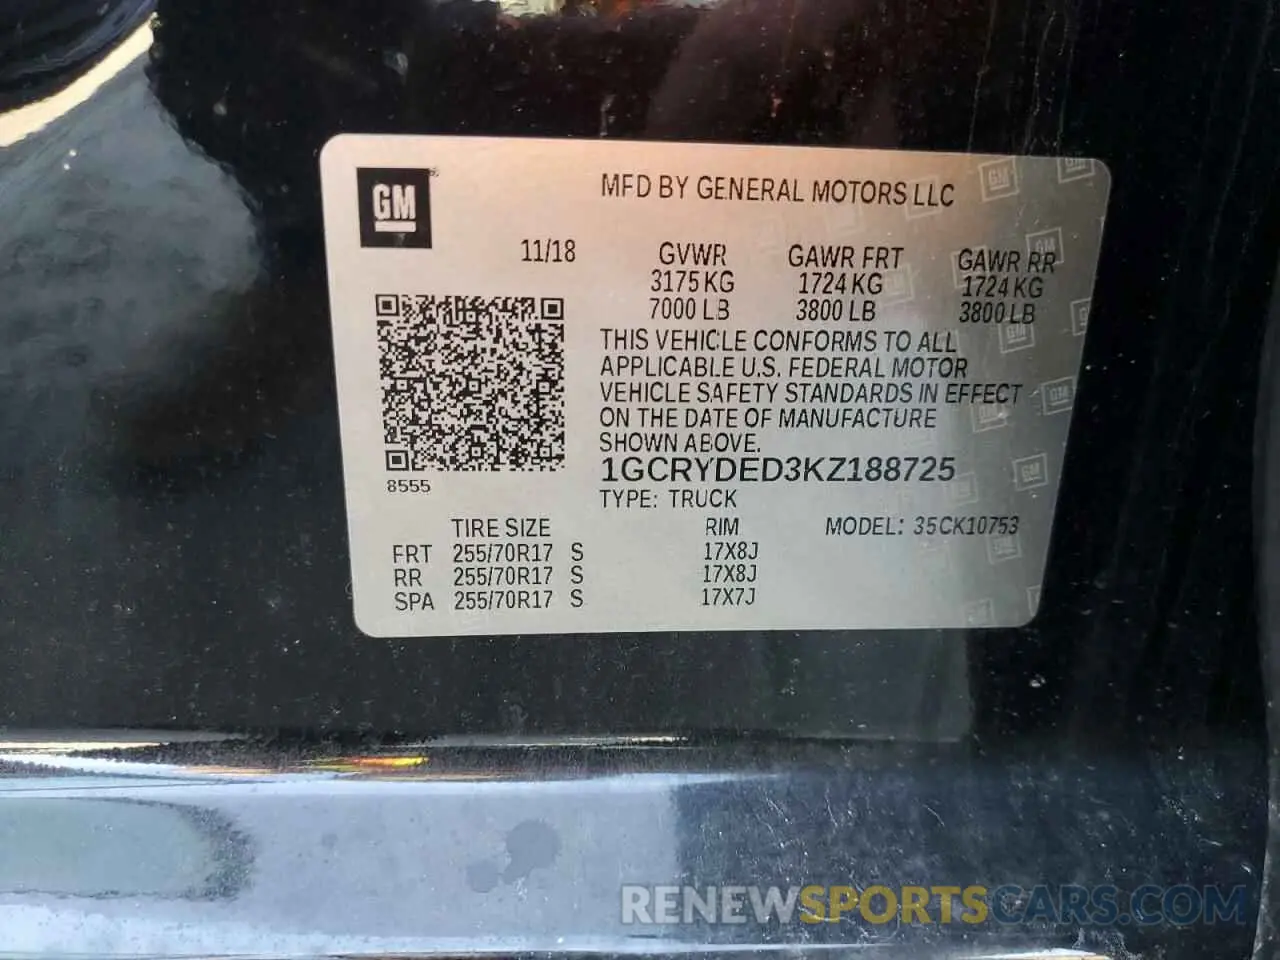 GM
MFD BY GENERAL MOTORS LLC
11/18
GVWR GAWR FRT GAWR RR
3175 KG 1724 KG 1724 KG
7000 LB 3800 LB 3800 LB
THIS VEHICLE CONFORMS TO ALL
APPLICABLE U.S. FEDERAL MOTOR
VEHICLE SAFETY STANDARDS IN EFFECT
ON THE DATE OF MANUFACTURE
SHOWN ABOVE.
1GCRYDED3KZ188725
8555
TYPE: TRUCK
TIRE SIZE RIM MODEL: 35CK10753
FRT 255/70R17 S 17X8J
RR 255/70R17 S 17X8J
SPA 255/70R17 S 17X7J
RENEWSPORTSCARS.COM